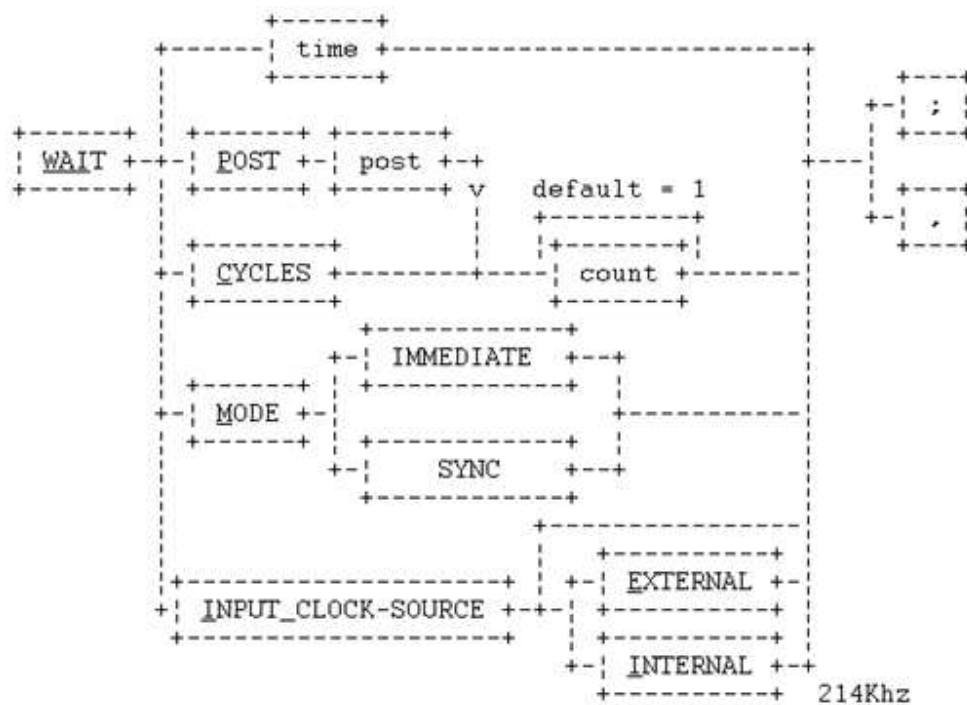 time
;
WAIT POST post
default = 1
,
CYCLES count
IMMEDIATE
MODE
SYNC
EXTERNAL
INPUT_CLOCK-SOURCE
INTERNAL
214Khz